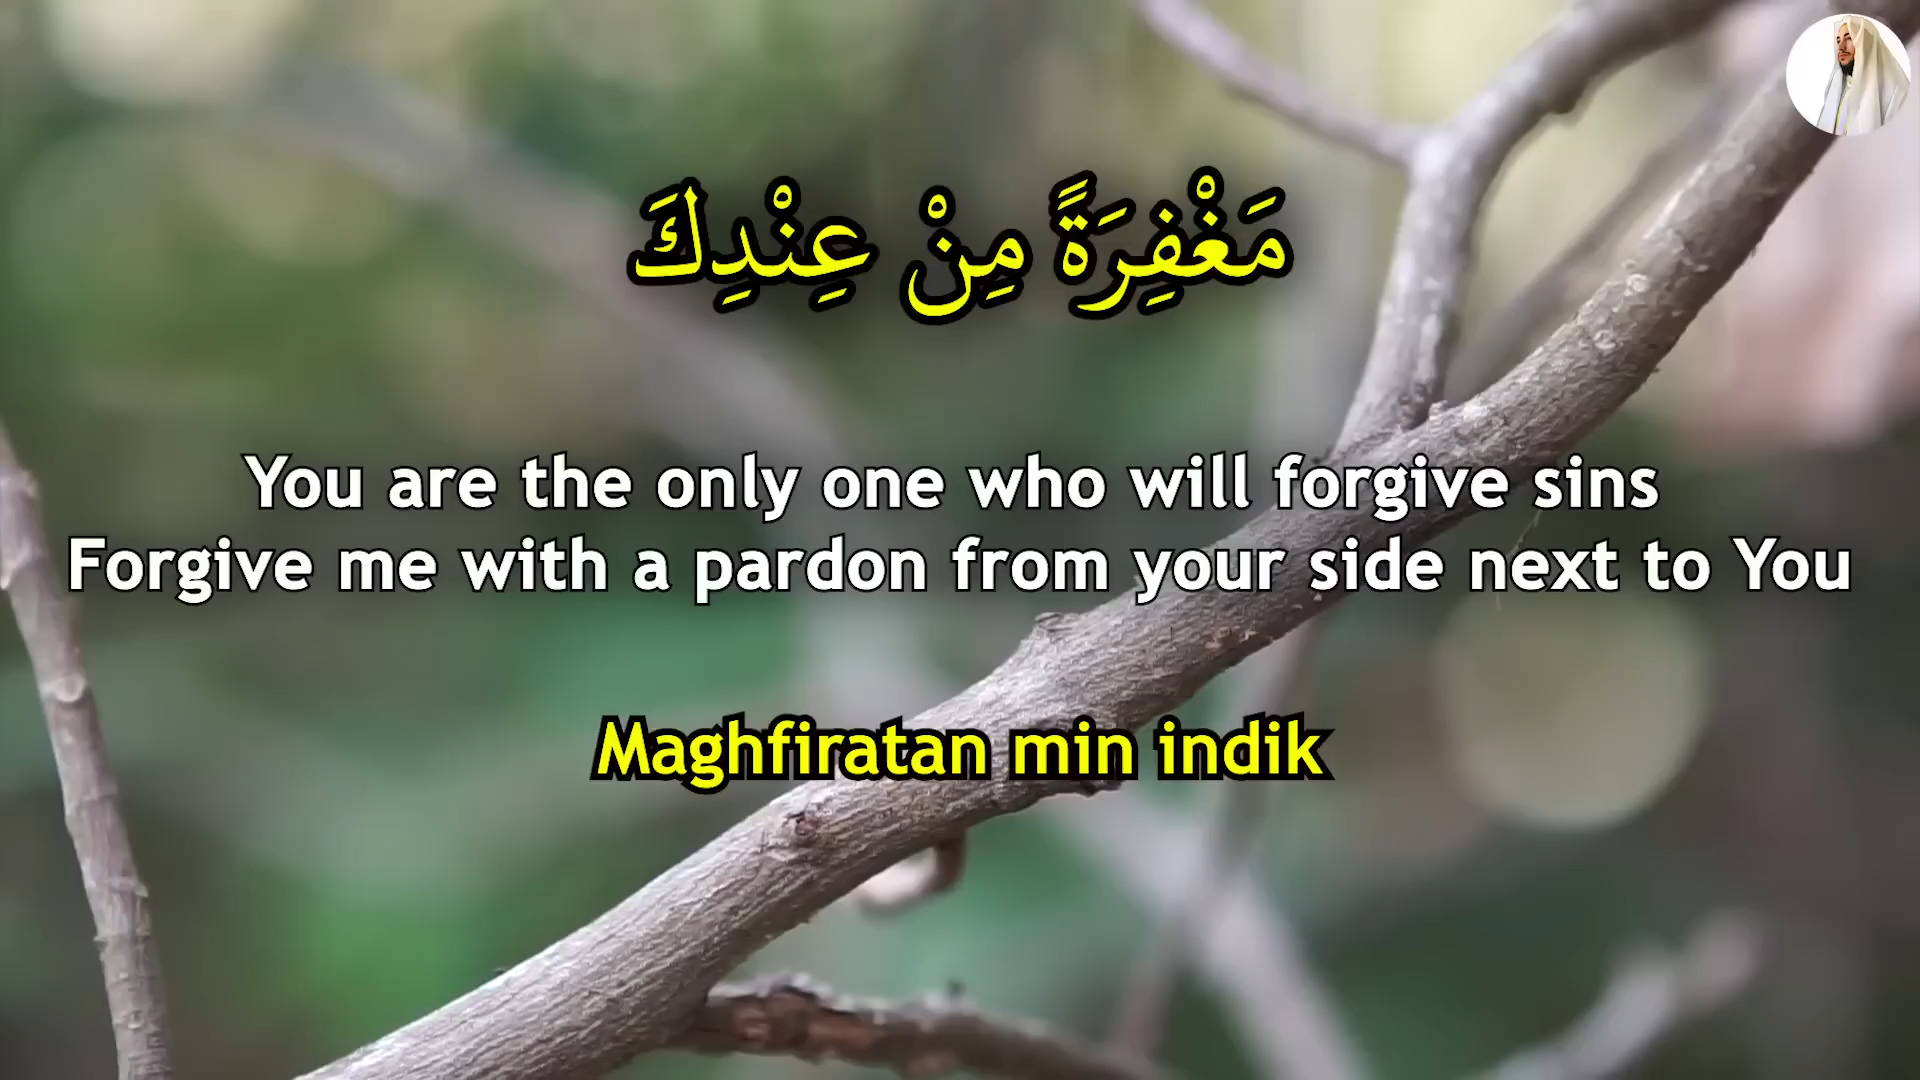 مَغْفِرَةً مِنْ عِنْدِكَ
You are the only one who will forgive sins
Forgive me with a pardon from your side next to You
Maghfiratan min indik